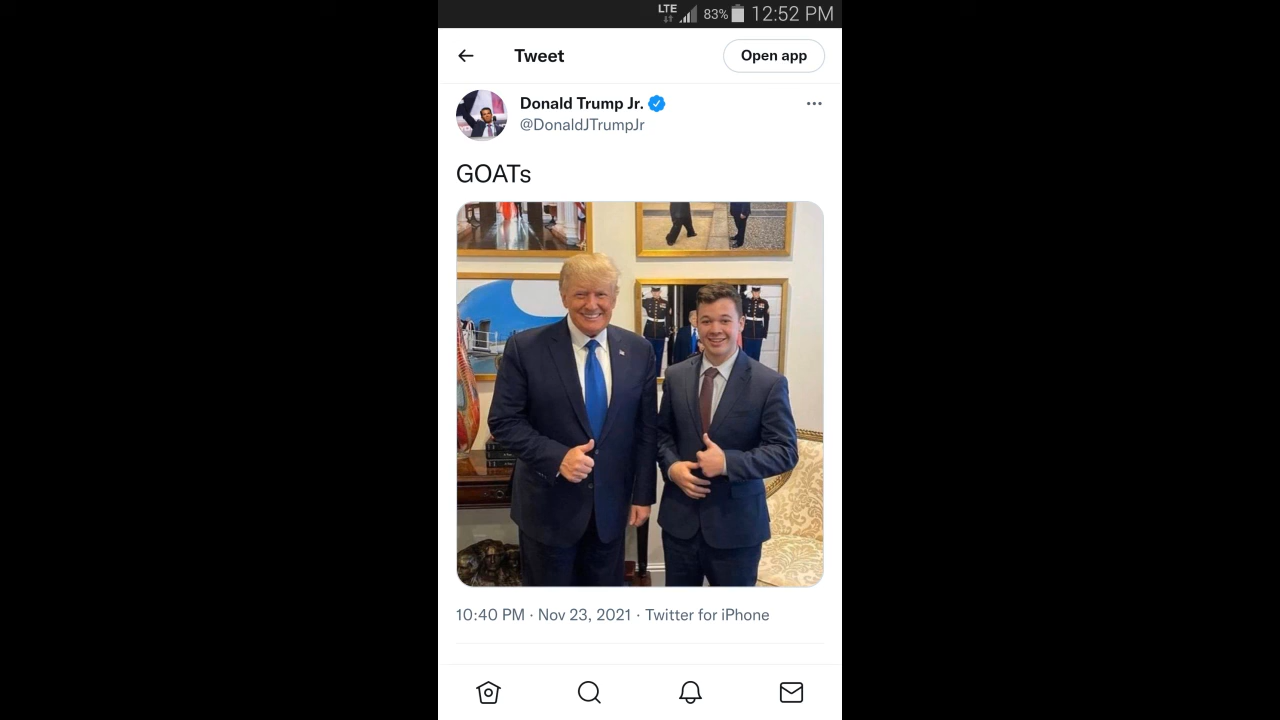 LTE 83% 12:52 PM
Tweet Open app
Donald Trump Jr.
@DonaldJTrumpJr
GOATs
10:40 PM · Nov 23, 2021 · Twitter for iPhone